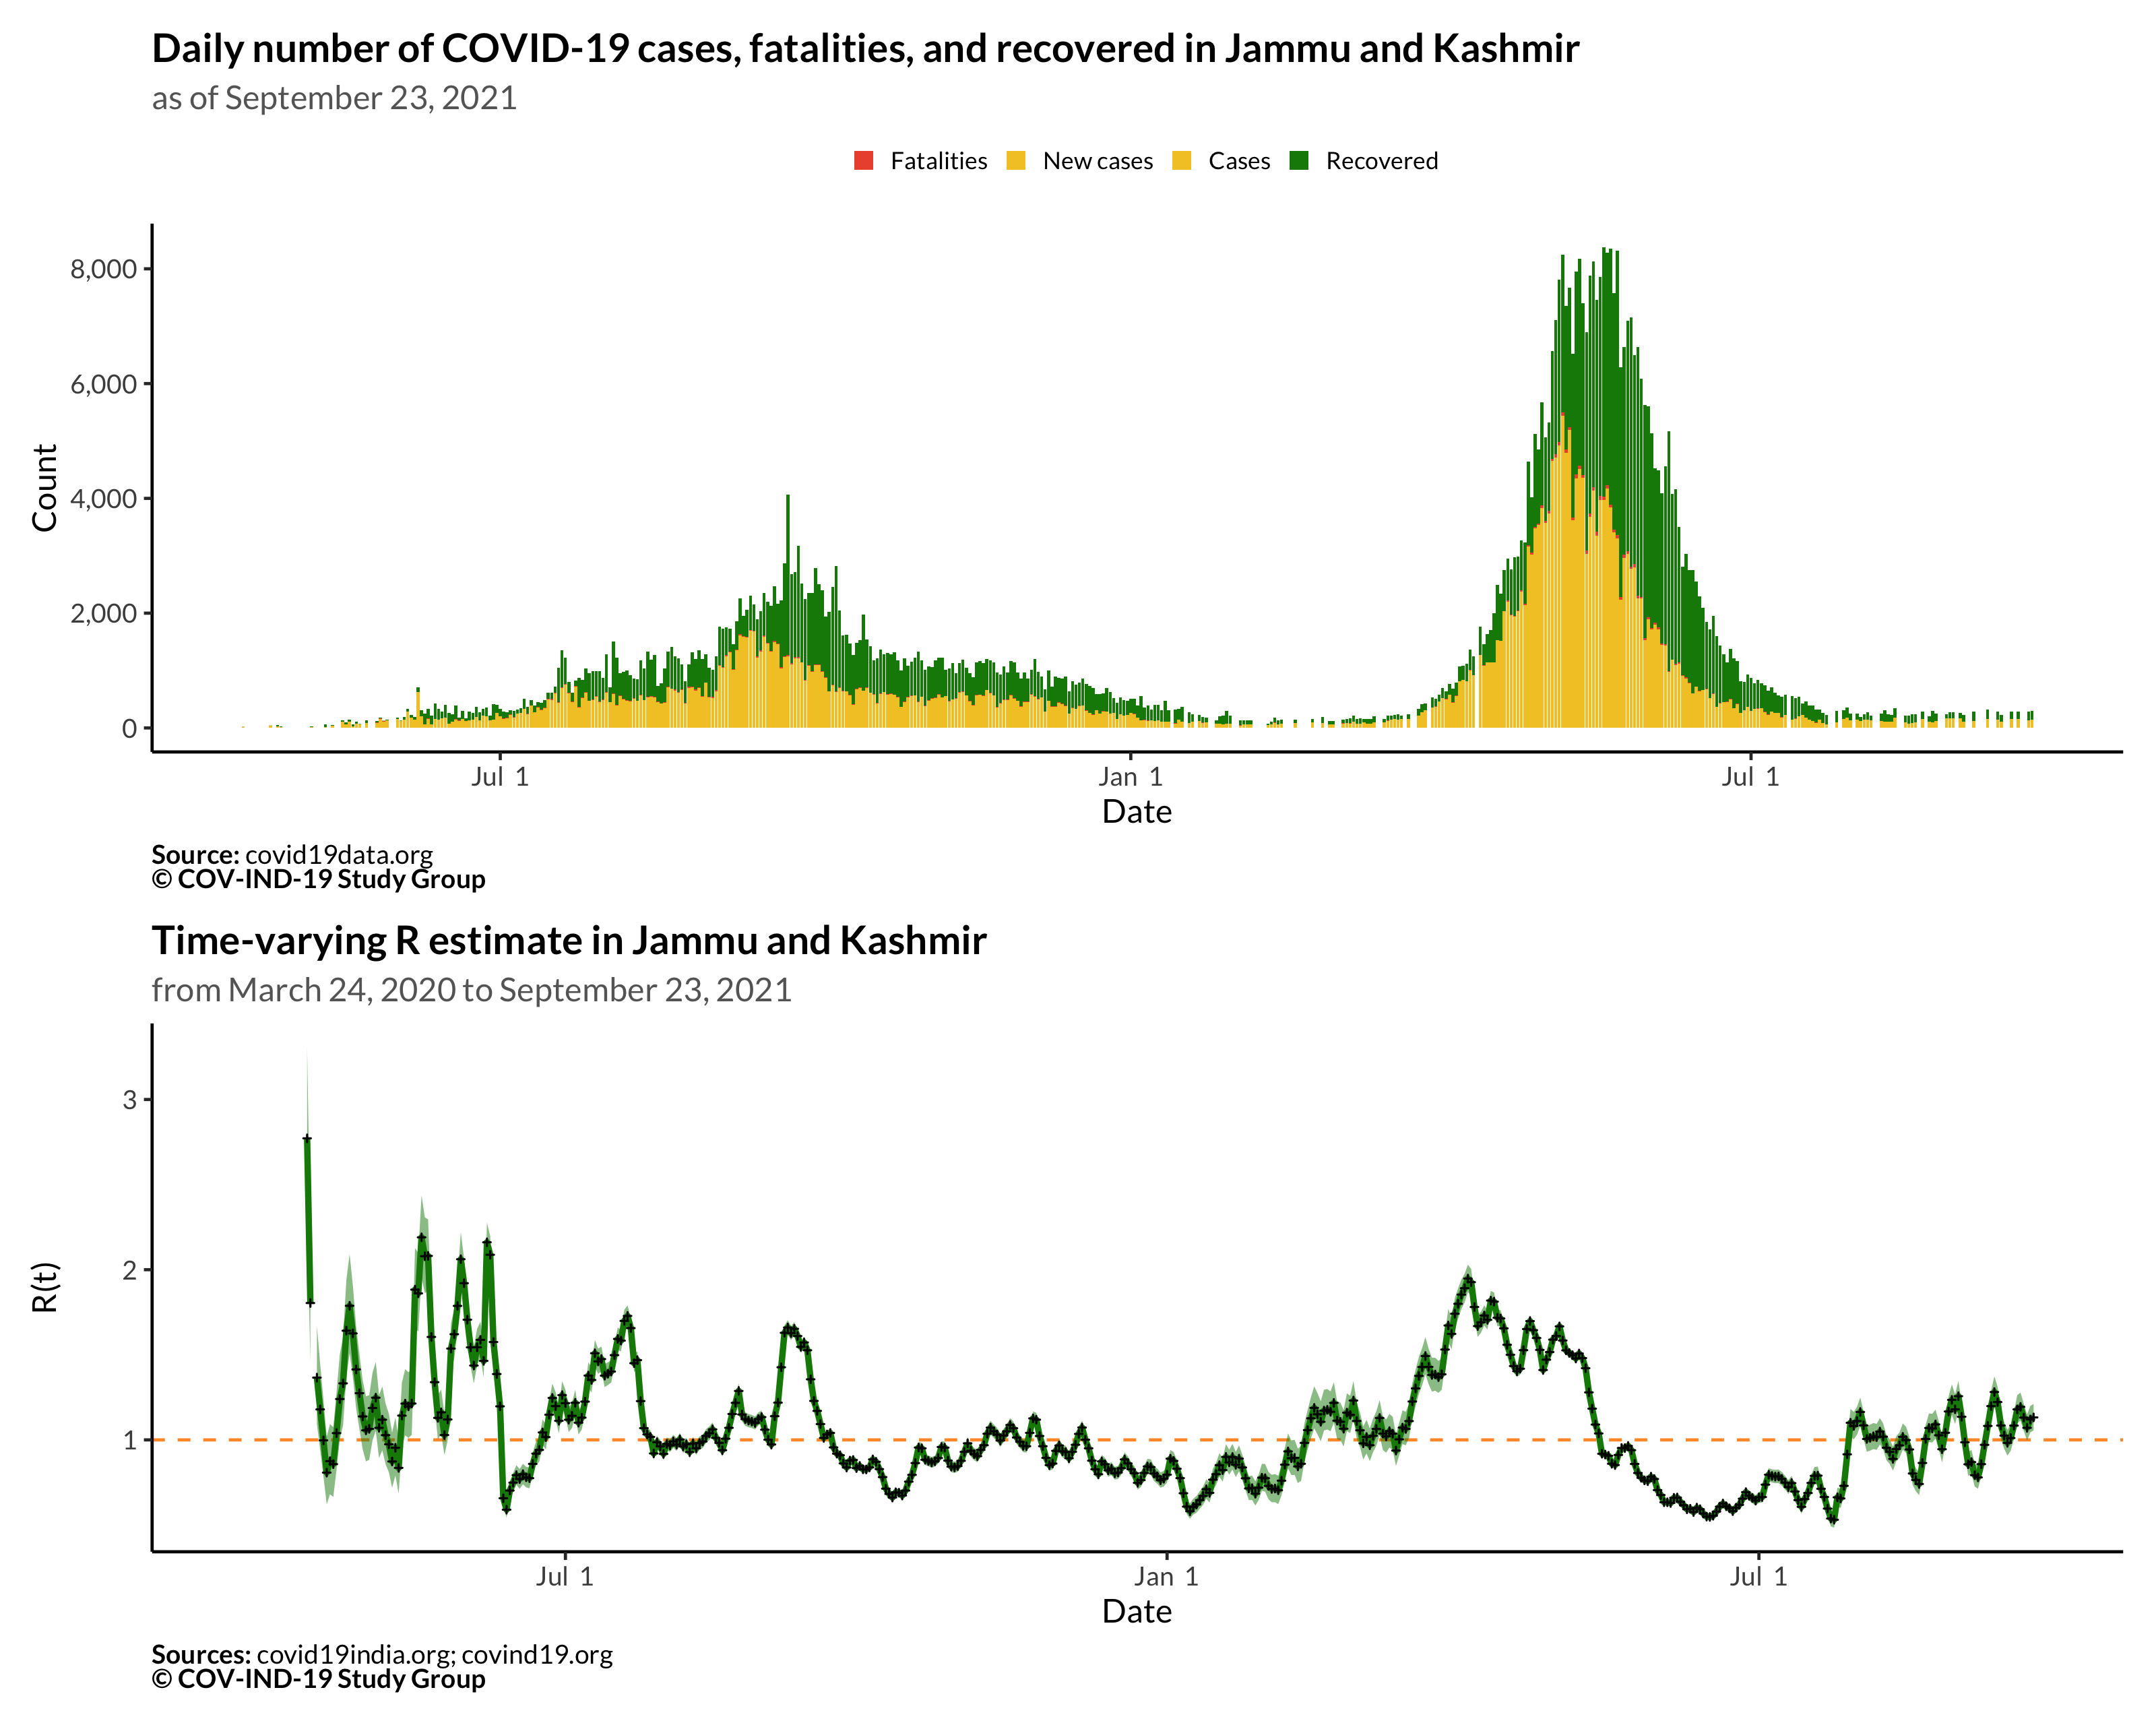 Daily number of COVID-19 cases, fatalities, and recovered in Jammu and Kashmir
as of September 23, 2021
Fatalities New cases Cases Recovered
Count
8,000
6,000
4,000
2,000
0
Jul 1 Jan 1 Jul 1
Date
Source: covid19data.org
© COV-IND-19 Study Group
Time-varying R estimate in Jammu and Kashmir
from March 24, 2020 to September 23, 2021
R(t)
3
2
1
Jul 1 Jan 1 Jul 1
Date
Sources: covid19india.org; covind19.org
© COV-IND-19 Study Group